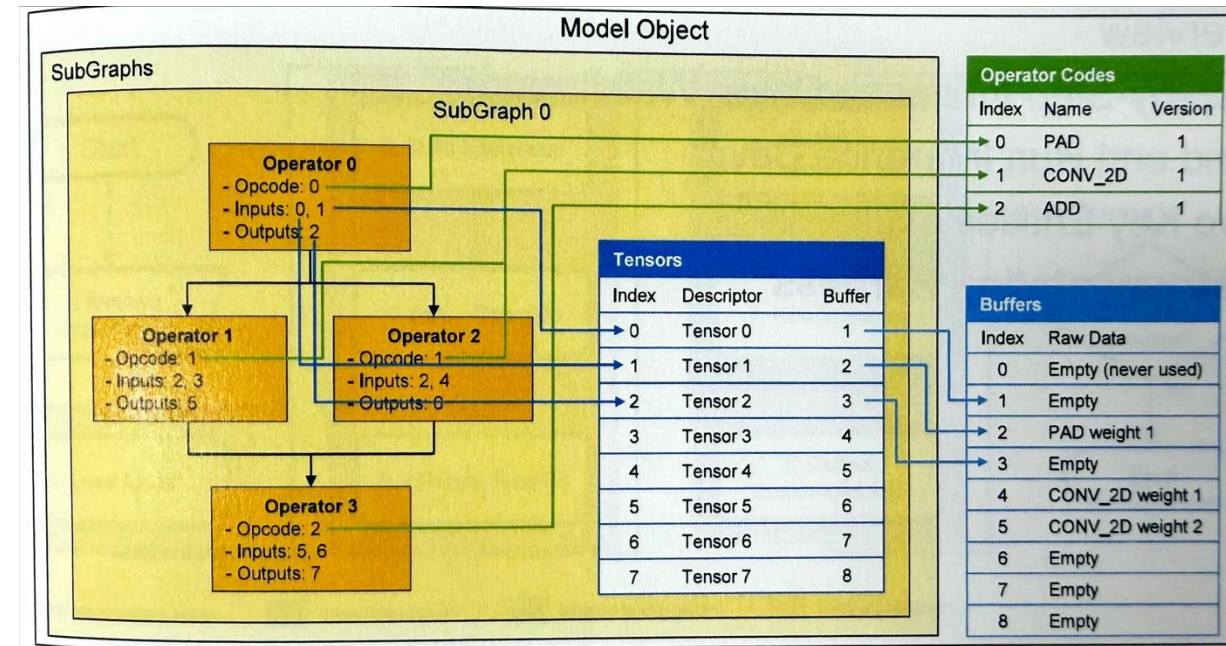 Model Object
SubGraphs
SubGraph 0
Operator 0
- Opcode: 0
- Inputs: 0, 1
- Outputs: 2
Operator 1
- Opcode: 1
- Inputs: 2, 3
- Outputs: 5
Operator 2
- Opcode: 1
- Inputs: 2, 4
- Outputs: 6
Operator 3
- Opcode: 2
- Inputs: 5, 6
- Outputs: 7
Tensors
Index Descriptor Buffer
0 Tensor 0 1
1 Tensor 1 2
2 Tensor 2 3
3 Tensor 3 4
4 Tensor 4 5
5 Tensor 5 6
6 Tensor 6 7
7 Tensor 7 8
Operator Codes
Index Name Version
0 PAD 1
1 CONV_2D 1
2 ADD 1
Buffers
Index Raw Data
0 Empty (never used)
1 Empty
2 PAD weight 1
3 Empty
4 CONV_2D weight 1
5 CONV_2D weight 2
6 Empty
7 Empty
8 Empty